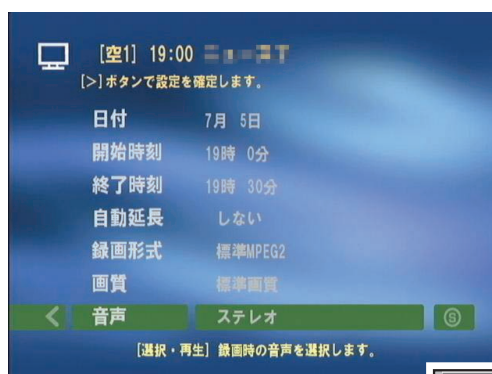 [空1] 19:00
[>]ボタンで設定を確定します。
日付 7月 5日
開始時刻 19時 0分
終了時刻 19時 30分
自動延長 しない
録画形式 標準MPEG2
画質 標準画質
< 音声 ステレオ Ⓢ
[選択・再生] 録画時の音声を選択します。